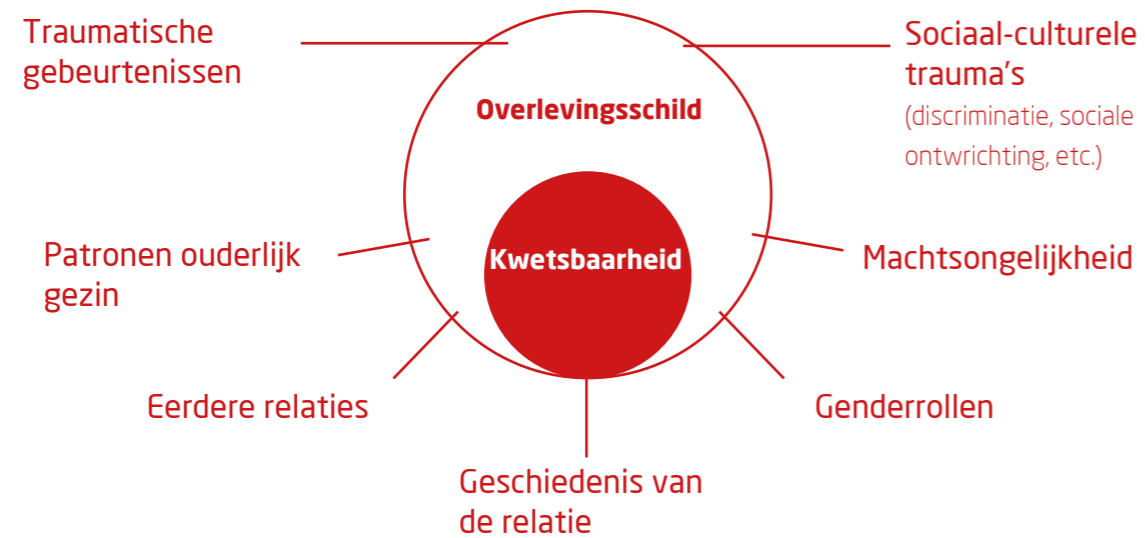 Traumatische
gebeurtenissen
Sociaal-culturele
trauma's
(discriminatie, sociale
ontwrichting, etc.)
Overlevingsschild
Kwetsbaarheid
Patronen ouderlijk
gezin
Machtsongelijkheid
Eerdere relaties
Genderrollen
Geschiedenis van
de relatie